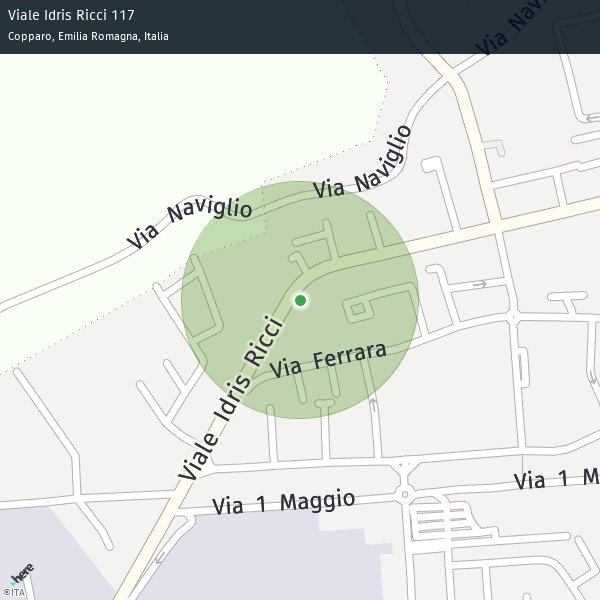 Viale Idris Ricci 117
Copparo, Emilia Romagna, Italia
Via Navi
Via Naviglio
Via Naviglio
Viale Idris Ricci
Via Ferrara
Via 1 Maggio
Via 1 M
here
©ITA